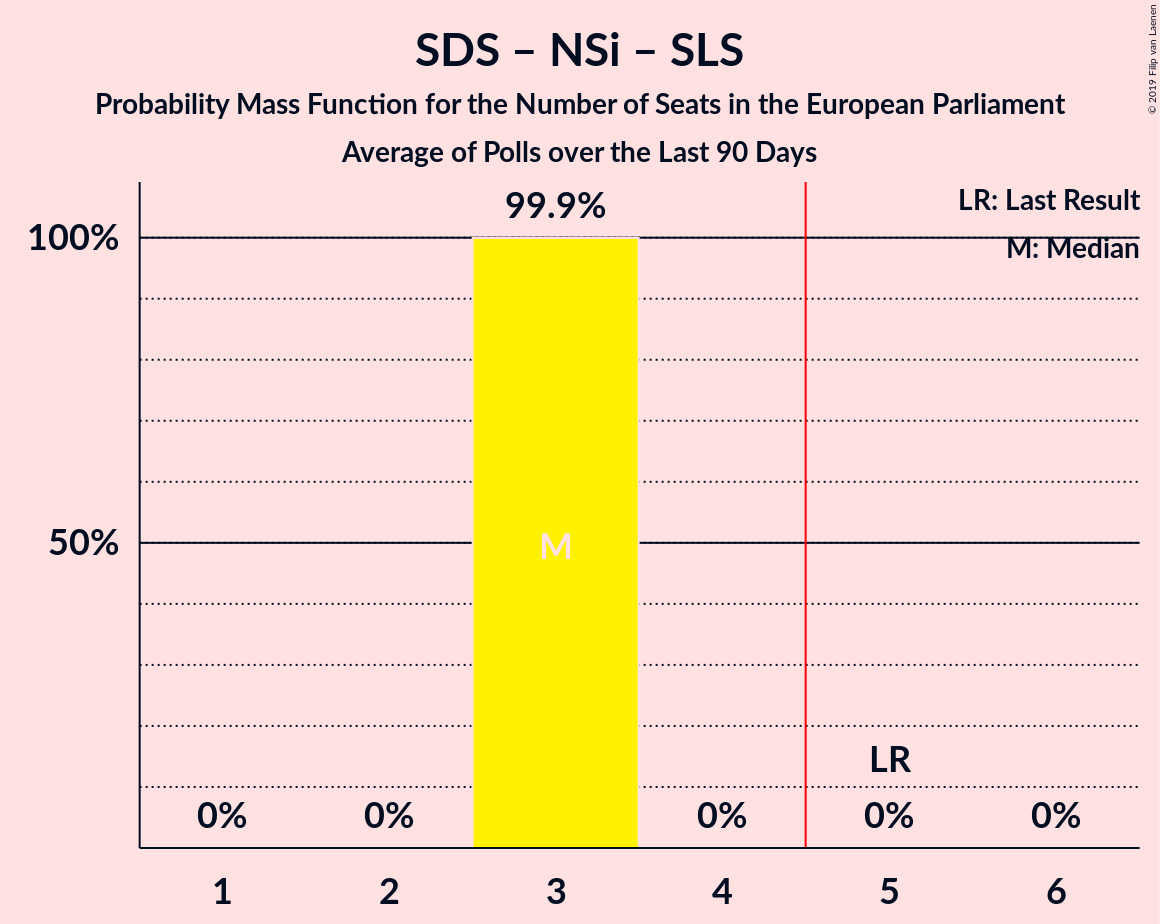 SDS – NSi – SLS
Probability Mass Function for the Number of Seats in the European Parliament
Average of Polls over the Last 90 Days
© 2019 Filip van Laenen
99.9%
LR: Last Result
100%
M: Median
50%
M
LR
0% 0% 0% 0% 0%
1 2 3 4 5 6